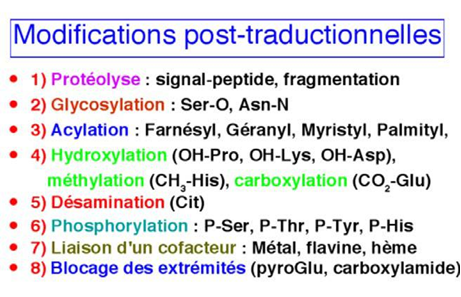 Modifications post-traductionnelles
• 1) Protéolyse : signal-peptide, fragmentation
• 2) Glycosylation : Ser-O, Asn-N
• 3) Acylation : Farnésyl, Géranyl, Myristyl, Palmityl,
• 4) Hydroxylation (OH-Pro, OH-Lys, OH-Asp),
méthylation (CH3-His), carboxylation (CO2-Glu)
• 5) Désamination (Cit)
• 6) Phosphorylation : P-Ser, P-Thr, P-Tyr, P-His
• 7) Liaison d'un cofacteur : Métal, flavine, hème
• 8) Blocage des extrémités (pyroGlu, carboxylamide)